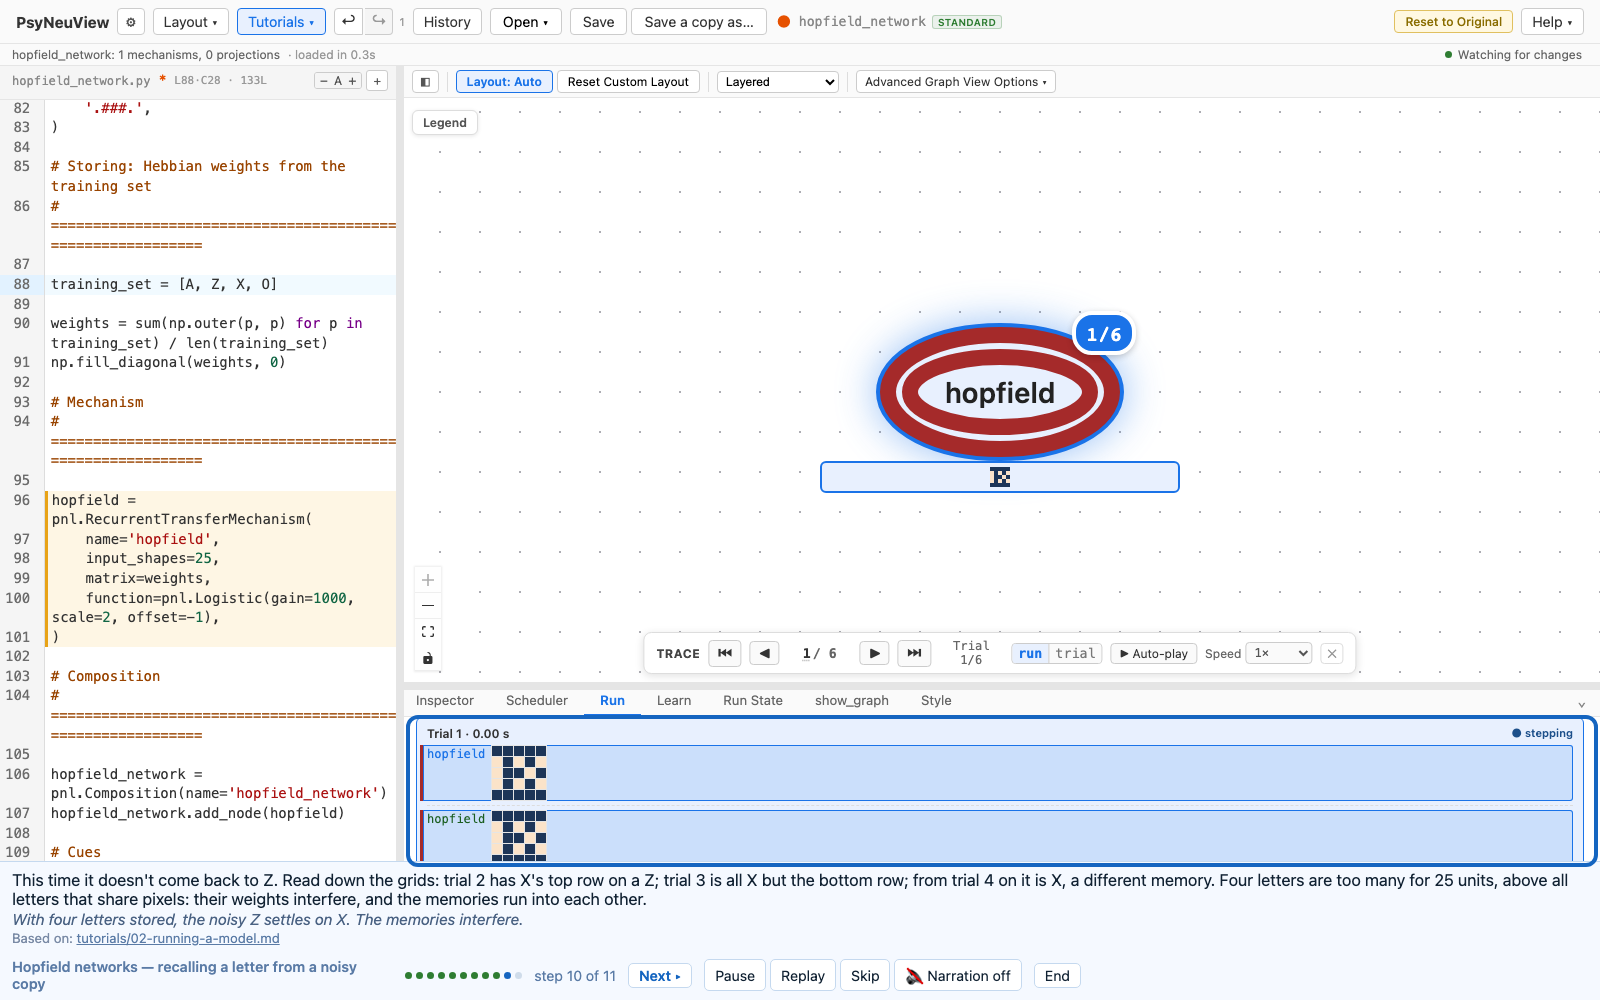 PsyNeuView ⚙ Layout ▾ Tutorials ▾ ↩ ↪ 1 History Open ▾ Save Save a copy as... hopfield_network STANDARD Reset to Original Help ▾
hopfield_network: 1 mechanisms, 0 projections · loaded in 0.3s Watching for changes
hopfield_network.py * L88·C28 · 133L − A + +
Layout: Auto Reset Custom Layout Layered Advanced Graph View Options ▾
Legend
82 '.###.',
83 )
84
85 # Storing: Hebbian weights from the
training set
86 #
=========================================
==================
87
88 training_set = [A, Z, X, O]
89
90 weights = sum(np.outer(p, p) for p in
training_set) / len(training_set)
91 np.fill_diagonal(weights, 0)
92
93 # Mechanism
94 #
=========================================
==================
95
96 hopfield =
pnl.RecurrentTransferMechanism(
97 name='hopfield',
98 input_shapes=25,
99 matrix=weights,
100 function=pnl.Logistic(gain=1000,
scale=2, offset=−1),
101 )
102
103 # Composition
104 #
=========================================
==================
105
106 hopfield_network =
pnl.Composition(name='hopfield_network')
107 hopfield_network.add_node(hopfield)
108
109 # Cues
1/6
hopfield
TRACE ⏮ ◀ 1 / 6 ▶ ⏭ Trial 1/6 run trial ▶ Auto-play Speed 1× ✕
Inspector Scheduler Run Learn Run State show_graph Style
Trial 1 · 0.00 s stepping
hopfield
hopfield
This time it doesn't come back to Z. Read down the grids: trial 2 has X's top row on a Z; trial 3 is all X but the bottom row; from trial 4 on it is X, a different memory. Four letters are too many for 25 units, above all
letters that share pixels: their weights interfere, and the memories run into each other.
With four letters stored, the noisy Z settles on X. The memories interfere.
Based on: tutorials/02-running-a-model.md
Hopfield networks — recalling a letter from a noisy
copy
step 10 of 11 Next ▸ Pause Replay Skip Narration off End